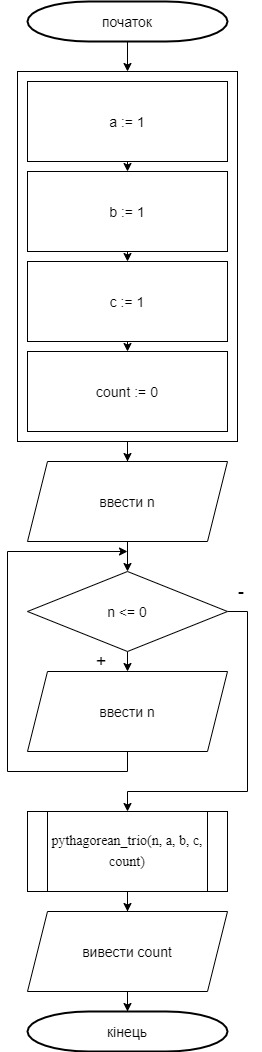 початок
a := 1
b := 1
c := 1
count := 0
ввести n
n <= 0
-
+
ввести n
pythagorean_trio(n, a, b, c,
count)
вивести count
кінець